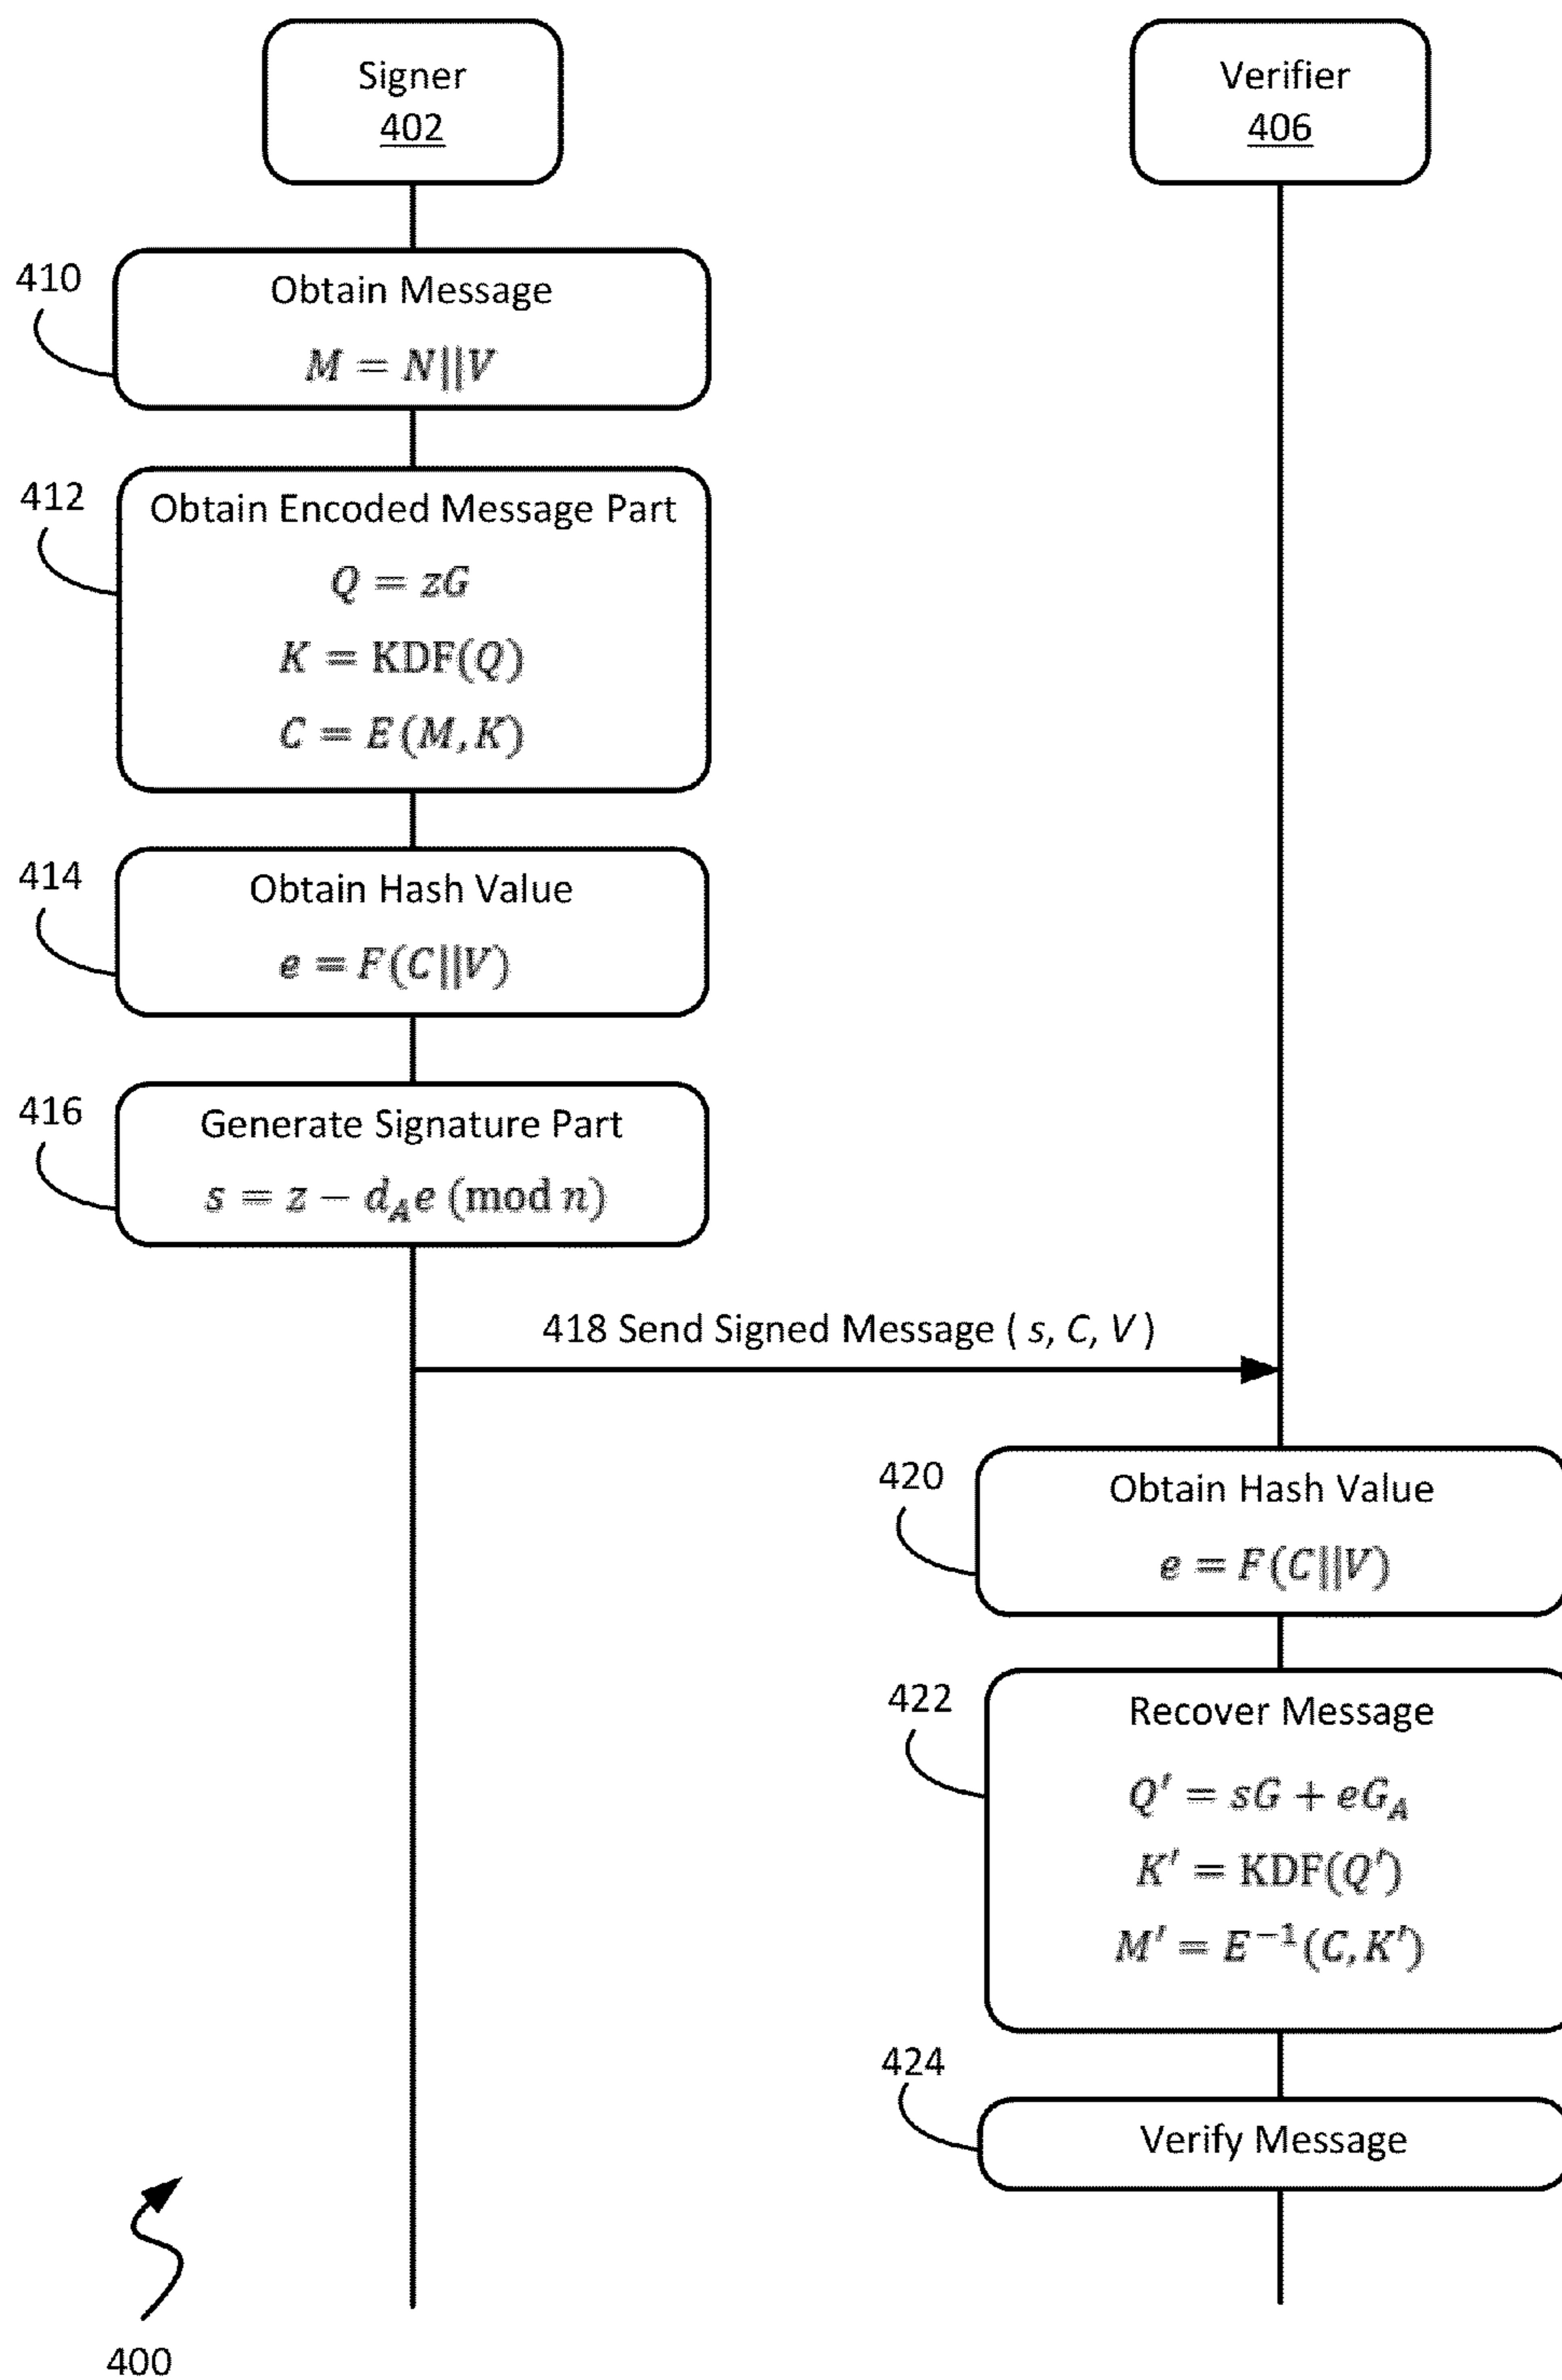 Signer
402
Verifier
406
410
Obtain Message
M = N||V
412
Obtain Encoded Message Part
Q = zG
K = KDF(Q)
C = E(M, K)
414
Obtain Hash Value
e = F(C||V)
416
Generate Signature Part
s = z − d_A e (mod n)
418 Send Signed Message ( s, C, V )
420
Obtain Hash Value
e = F(C||V)
422
Recover Message
Q′ = sG + eG_A
K′ = KDF(Q′)
M′ = E⁻¹(C, K′)
424
Verify Message
400